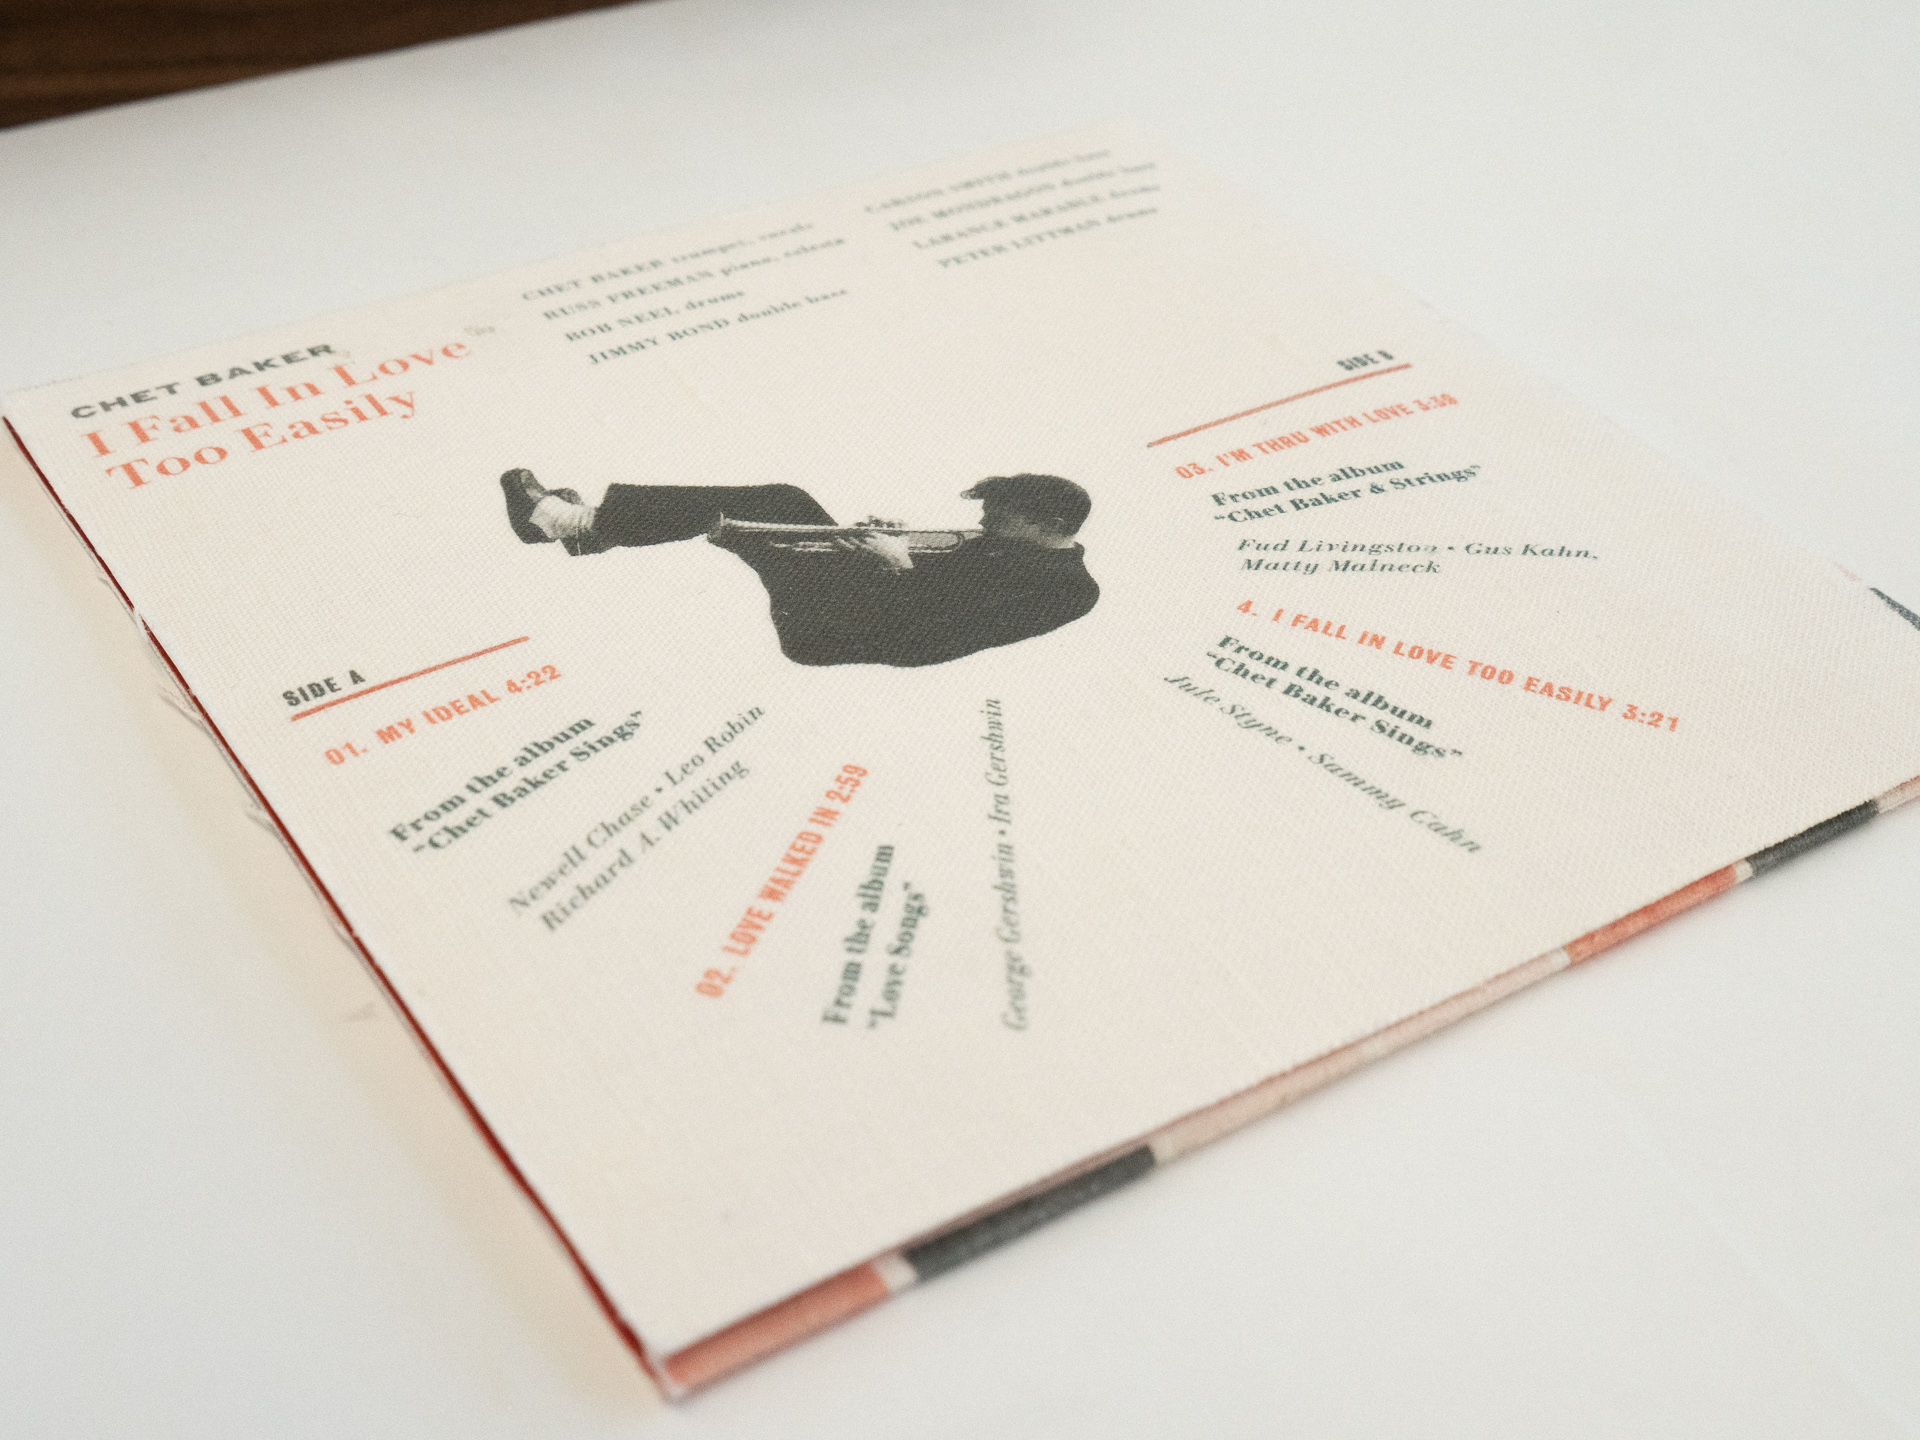 CHET BAKER
I Fall In Love
Too Easily
CHET BAKER trumpet, vocals
RUSS FREEMAN piano, celesta
BOB NEEL drums
JIMMY BOND double bass
CARSON SMITH double bass
JOE MONDRAGON double bass
LARANCE MARABLE drums
PETER LITTMAN drums
SIDE A
01. MY IDEAL 4:22
From the album
"Chet Baker Sings"
Newell Chase • Leo Robin
Richard A. Whiting
02. LOVE WALKED IN 2:59
From the album
"Love Songs"
George Gershwin • Ira Gershwin
SIDE B
03. I'M THRU WITH LOVE 3:39
From the album
"Chet Baker & Strings"
Fud Livingston • Gus Kahn,
Matty Malneck
4. I FALL IN LOVE TOO EASILY 3:21
From the album
"Chet Baker Sings"
Jule Styne • Sammy Cahn